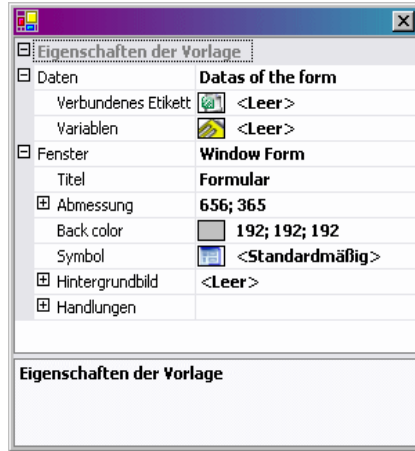 Eigenschaften der Vorlage
Daten Datas of the form
Verbundenes Etikett <Leer>
Variablen <Leer>
Fenster Window Form
Titel Formular
Abmessung 656; 365
Back color 192; 192; 192
Symbol <Standardmäßig>
Hintergrundbild <Leer>
Handlungen
Eigenschaften der Vorlage